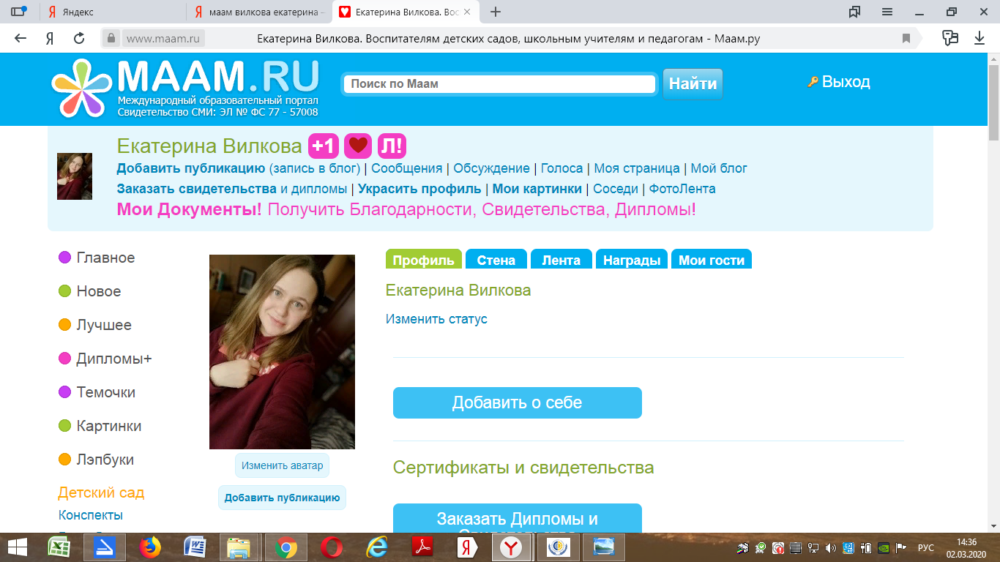 Яндекс
маам вилкова екатерина –
Екатерина Вилкова. Вос
www.maam.ru
Екатерина Вилкова. Воспитателям детских садов, школьным учителям и педагогам - Маам.ру
MAAM.RU
Международный образовательный портал
Свидетельство СМИ: ЭЛ № ФС 77 - 57008
Поиск по Маам
Найти
Выход
Екатерина Вилкова +1 Л!
Добавить публикацию (запись в блог) | Сообщения | Обсуждение | Голоса | Моя страница | Мой блог
Заказать свидетельства и дипломы | Украсить профиль | Мои картинки | Соседи | ФотоЛента
Мои Документы! Получить Благодарности, Свидетельства, Дипломы!
Главное
Новое
Лучшее
Дипломы+
Темочки
Картинки
Лэпбуки
Детский сад
Конспекты
Изменить аватар
Добавить публикацию
Профиль Стена Лента Награды Мои гости
Екатерина Вилкова
Изменить статус
Добавить о себе
Сертификаты и свидетельства
Заказать Дипломы и
РУС
14:36
02.03.2020